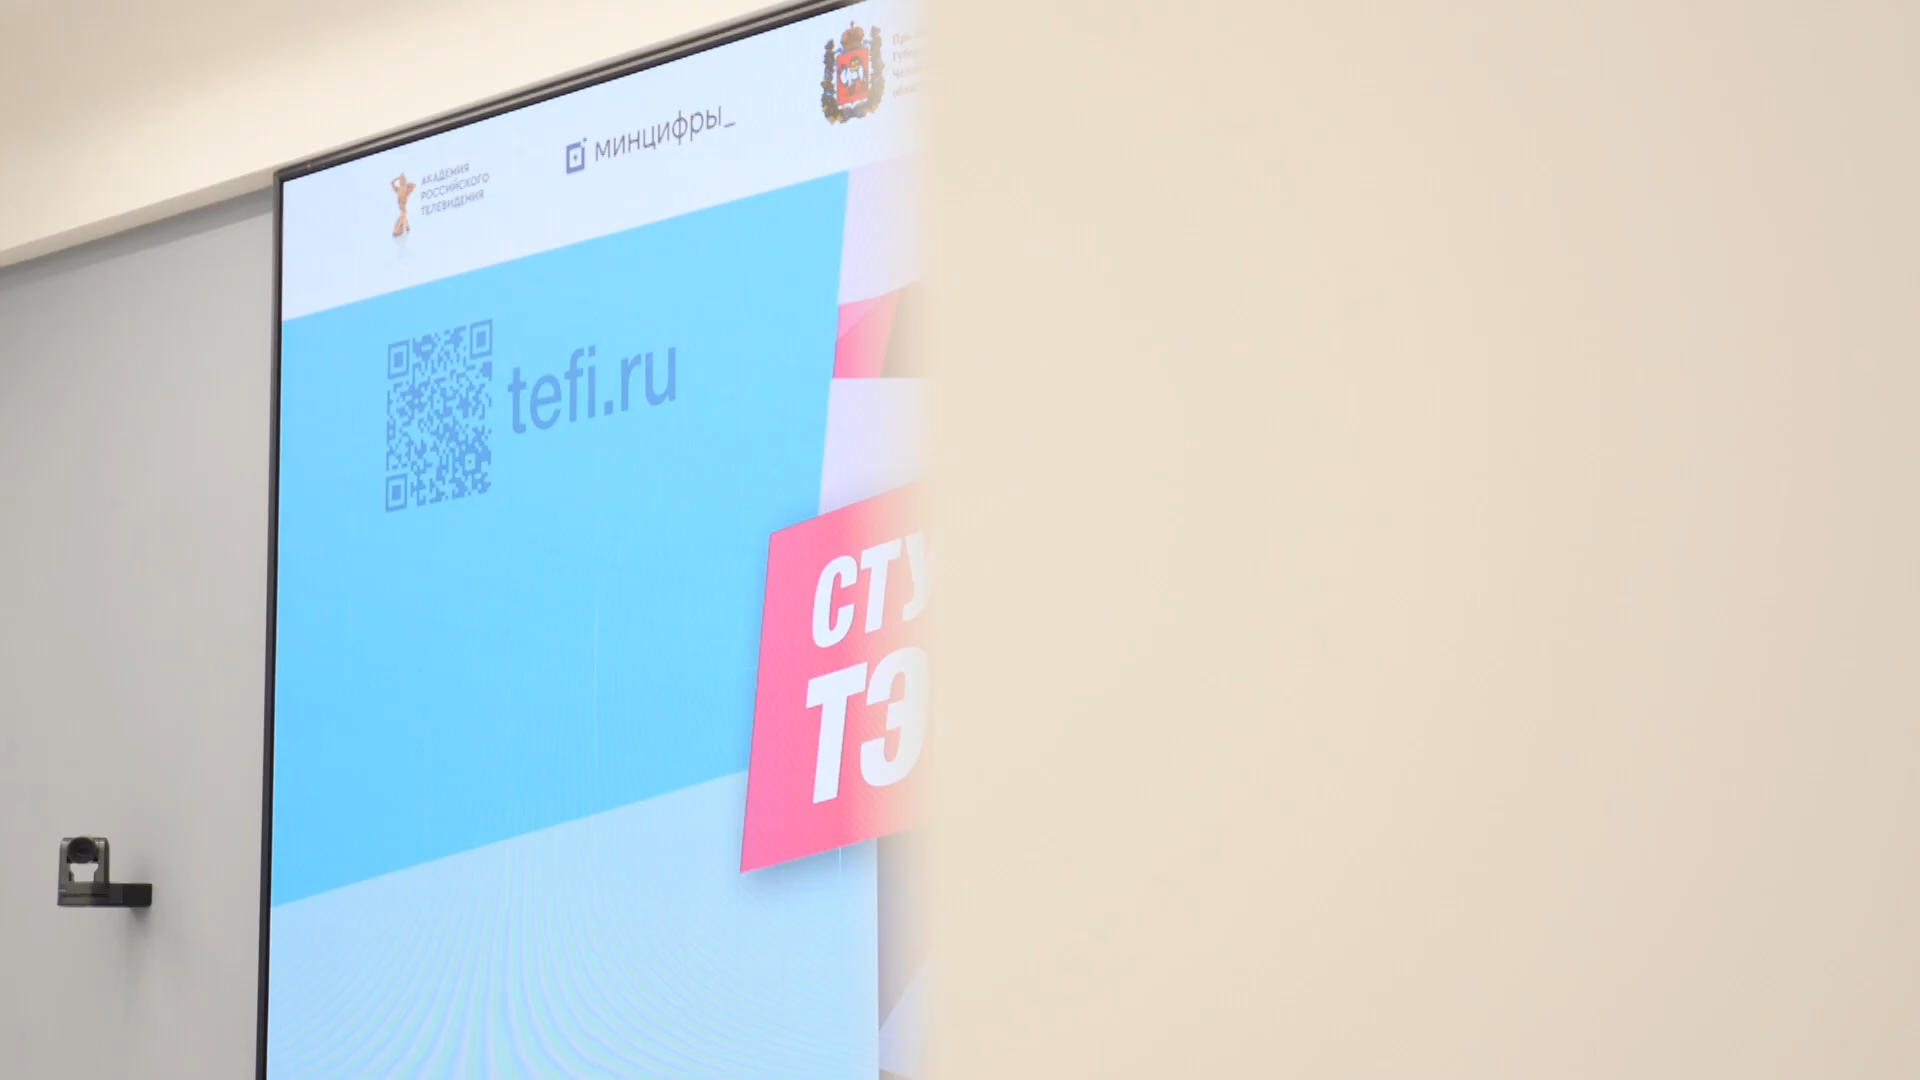 АКАДЕМИЯ
РОССИЙСКОГО
ТЕЛЕВИДЕНИЯ
минцифры_
tefi.ru
СТУ
ТЭ